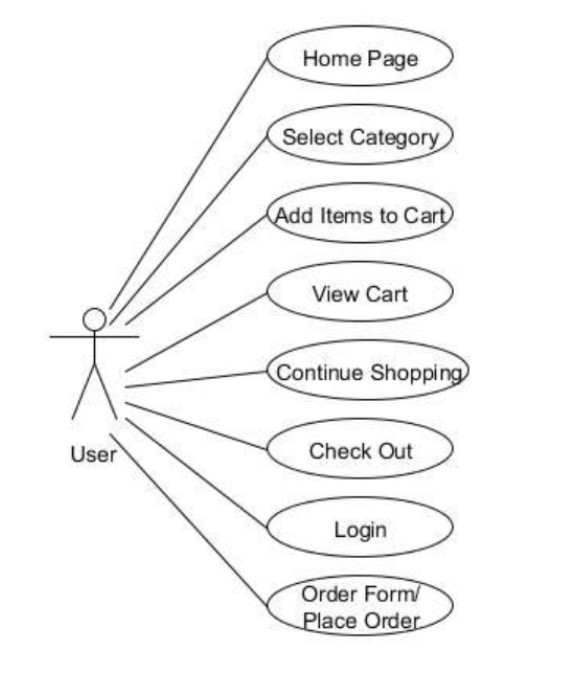 Home Page
Select Category
Add Items to Cart
View Cart
Continue Shopping
Check Out
User
Login
Order Form/
Place Order